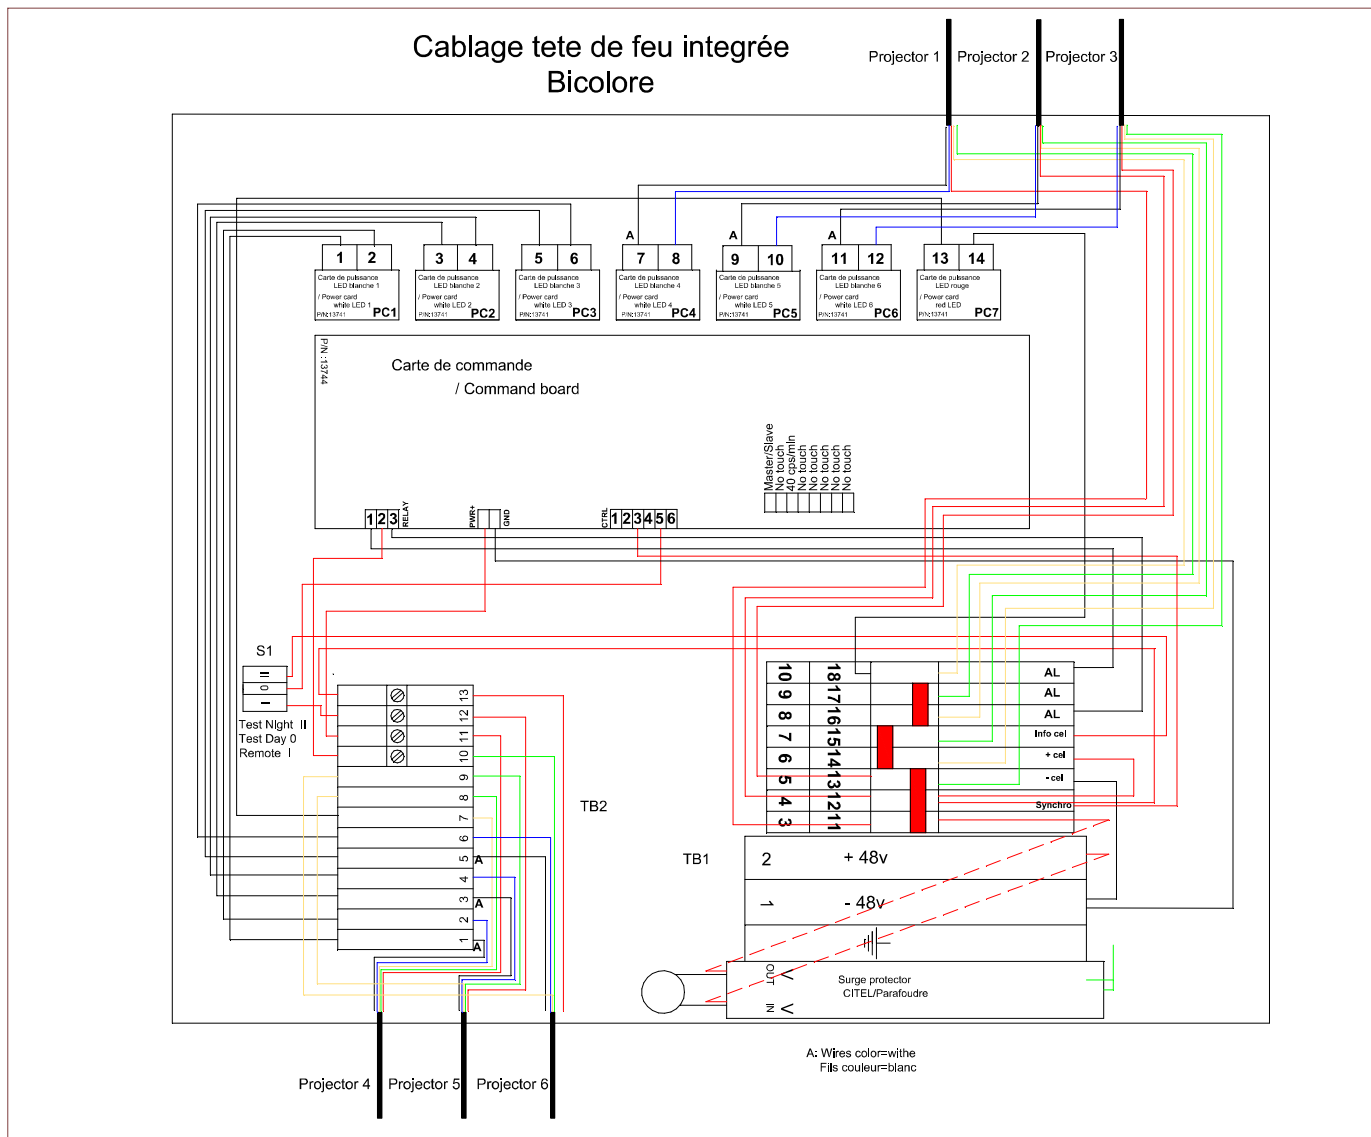 Cablage tete de feu integrée
Bicolore
Projector 1
Projector 2
Projector 3
A
A
A
1 2
3 4
5 6
7 8
9 10
11 12
13 14
Carte de puissance
LED blanche 1
/ Power card
white LED 1
P/N:13741 PC1
Carte de puissance
LED blanche 2
/ Power card
white LED 2
P/N:13741 PC2
Carte de puissance
LED blanche 3
/ Power card
white LED 3
P/N:13741 PC3
Carte de puissance
LED blanche 4
/ Power card
white LED 4
P/N:13741 PC4
Carte de puissance
LED blanche 5
/ Power card
white LED 5
P/N:13741 PC5
Carte de puissance
LED blanche 6
/ Power card
white LED 6
P/N:13741 PC6
Carte de puissance
LED rouge
/ Power card
red LED
P/N:13741 PC7
P/N :13744
Carte de commande
/ Command board
Master/Slave
No touch
40 cps/min
No touch
No touch
No touch
No touch
No touch
1 2 3 RELAY
PWR+ GND
CTRL 1 2 3 4 5 6
S1
II
0
I
Test Night II
Test Day 0
Remote I
13
12
11
10
9
8
7
6
5 A
4
3 A
2
1 A
TB2
10 18 AL
9 17 AL
8 16 AL
7 15 Info cel
6 14 + cel
5 13 - cel
4 12 Synchro
3 11
TB1
2 + 48v
1 - 48v
OUT V
IN V
Surge protector
CITEL/Parafoudre
A: Wires color=withe
Fils couleur=blanc
Projector 4
Projector 5
Projector 6